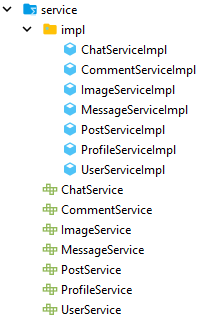 service
impl
ChatServiceImpl
CommentServiceImpl
ImageServiceImpl
MessageServiceImpl
PostServiceImpl
ProfileServiceImpl
UserServiceImpl
ChatService
CommentService
ImageService
MessageService
PostService
ProfileService
UserService